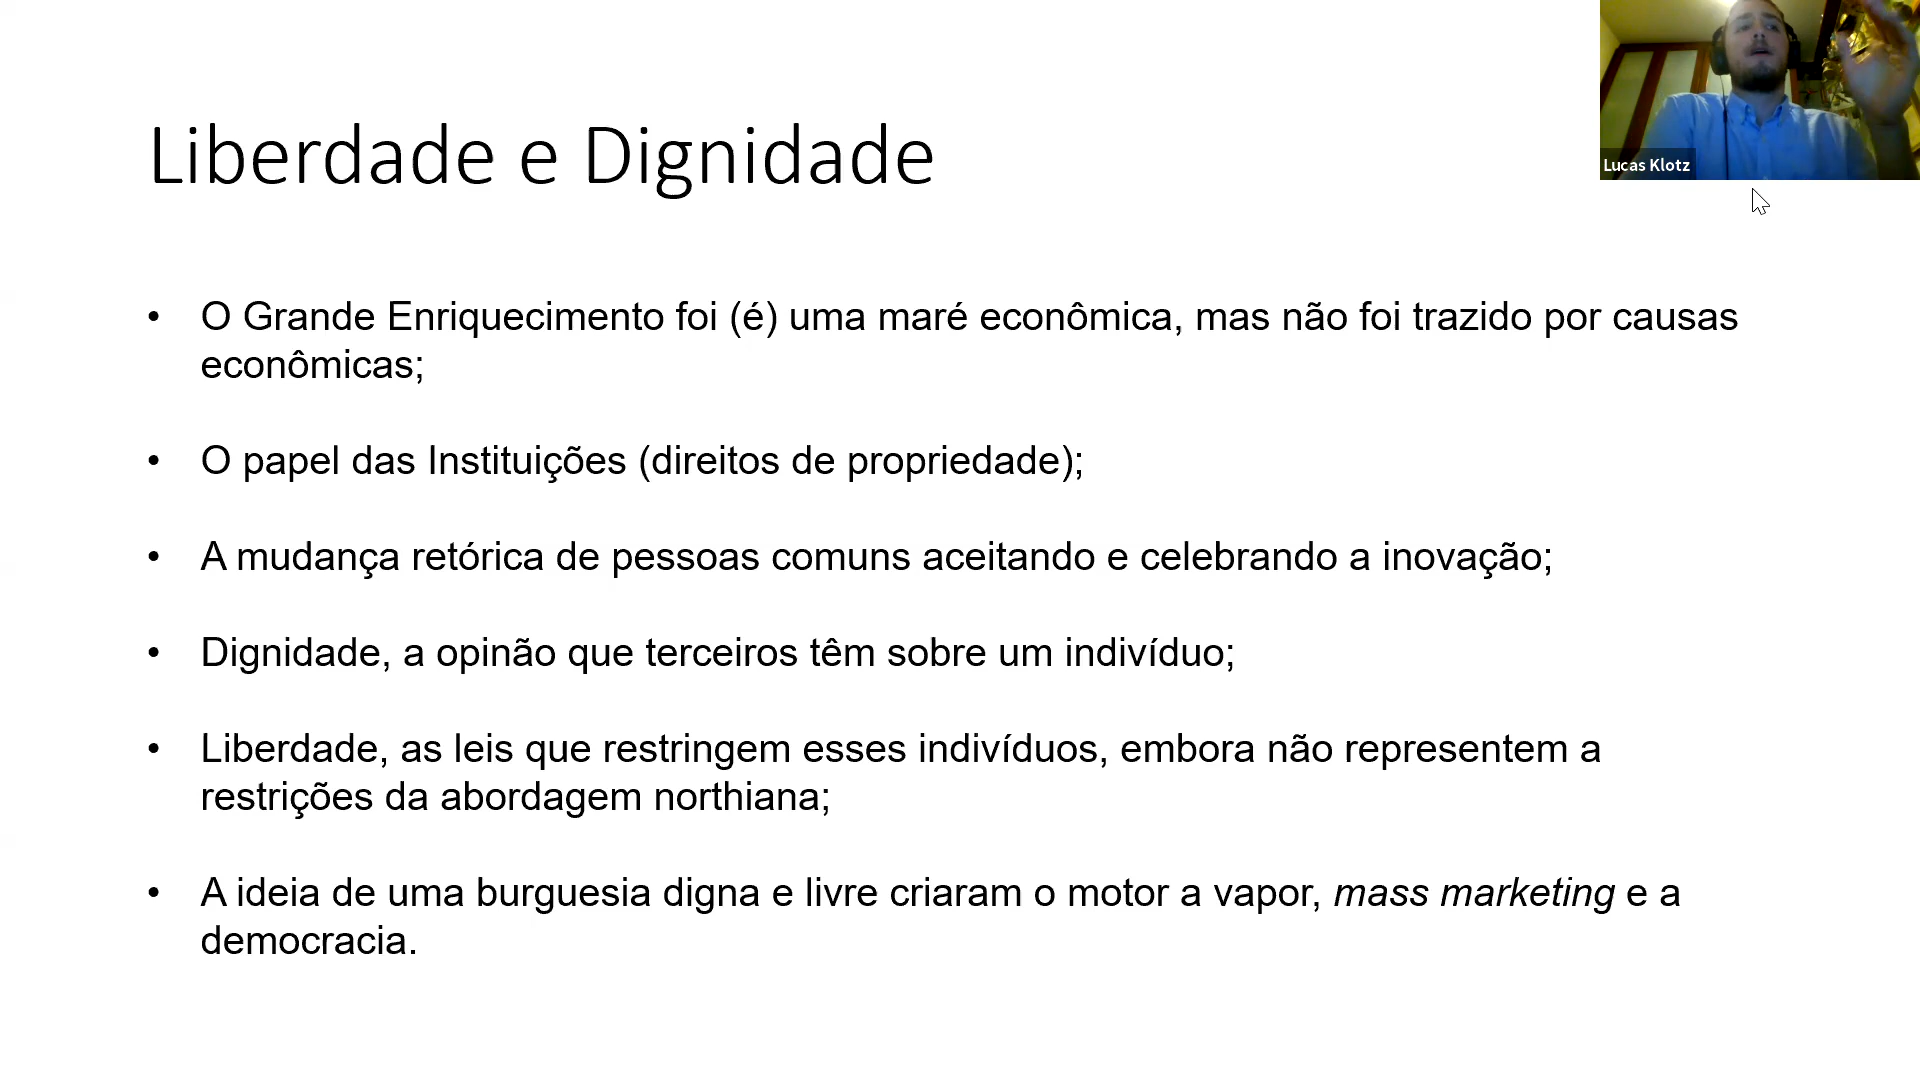 Liberdade e Dignidade
Lucas Klotz
• O Grande Enriquecimento foi (é) uma maré econômica, mas não foi trazido por causas
econômicas;
• O papel das Instituições (direitos de propriedade);
• A mudança retórica de pessoas comuns aceitando e celebrando a inovação;
• Dignidade, a opinão que terceiros têm sobre um indivíduo;
• Liberdade, as leis que restringem esses indivíduos, embora não representem a
restrições da abordagem northiana;
• A ideia de uma burguesia digna e livre criaram o motor a vapor, mass marketing e a
democracia.